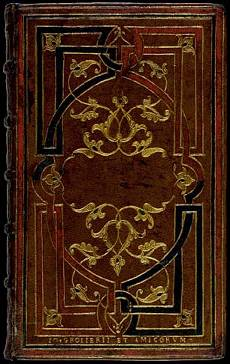 IO. GROLIERII ET AMICORVM.